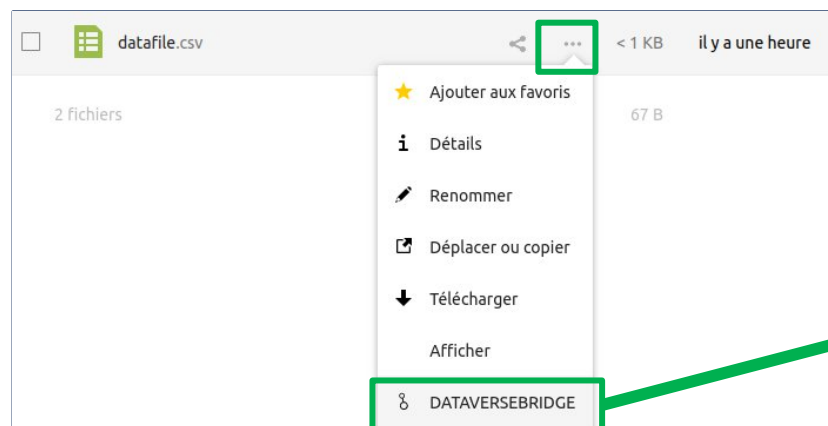 datafile.csv ... < 1 KB il y a une heure
Ajouter aux favoris
2 fichiers 67 B
Détails
Renommer
Déplacer ou copier
Télécharger
Afficher
DATAVERSEBRIDGE